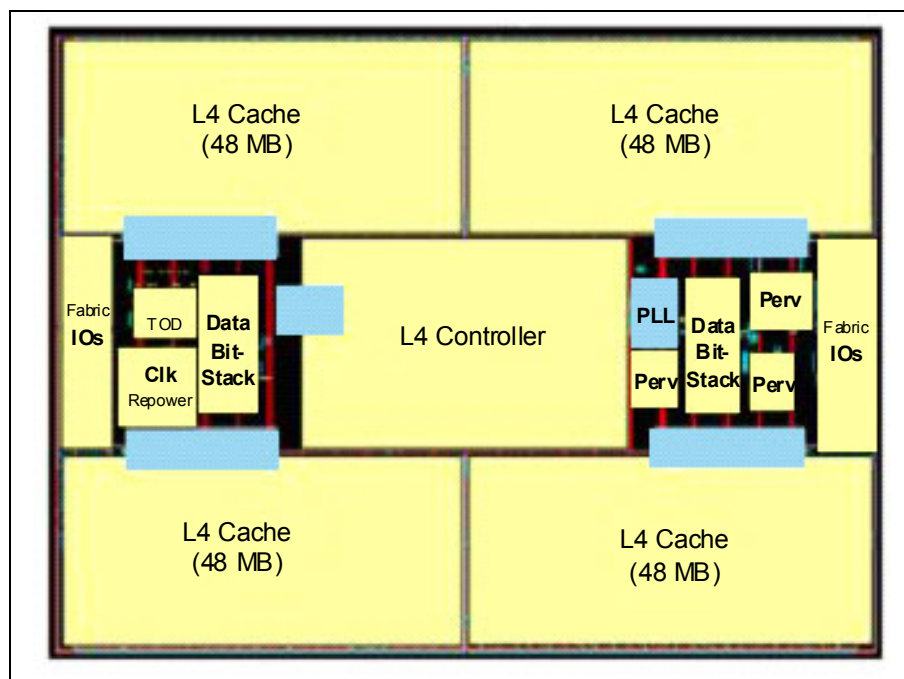 L4 Cache
(48 MB)
L4 Cache
(48 MB)
Fabric
IOs
TOD
Clk
Repower
Data
Bit-
Stack
L4 Controller
PLL
Perv
Data
Bit-
Stack
Perv
Perv
Fabric
IOs
L4 Cache
(48 MB)
L4 Cache
(48 MB)